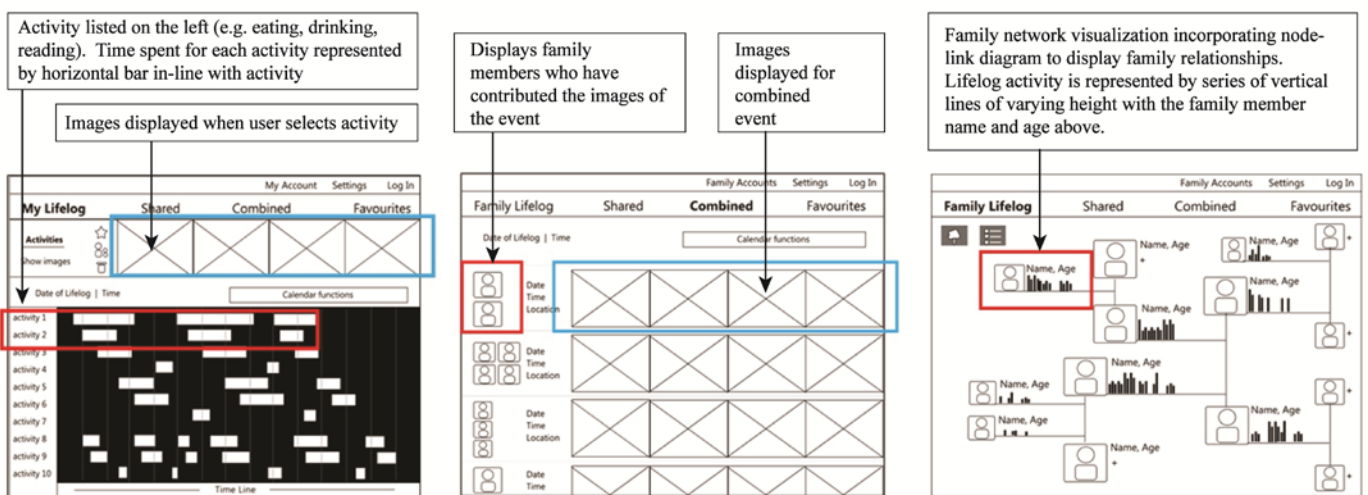 Activity listed on the left (e.g. eating, drinking,
reading).  Time spent for each activity represented
by horizontal bar in-line with activity
Images displayed when user selects activity
My Account Settings Log In
My Lifelog Shared Combined Favourites
Activities
Show images
Date of Lifelog | Time Calendar functions
activity 1
activity 2
activity 3
activity 4
activity 5
activity 6
activity 7
activity 8
activity 9
activity 10
Time Line
Displays family
members who have
contributed the images of
the event
Images
displayed for
combined
event
Family Accounts Settings Log In
Family Lifelog Shared Combined Favourites
Date of Lifelog | Time Calendar functions
Date
Time
Location
Date
Time
Location
Date
Time
Location
Date
Time
Family network visualization incorporating node-
link diagram to display family relationships.
Lifelog activity is represented by series of vertical
lines of varying height with the family member
name and age above.
Family Accounts Settings Log In
Family Lifelog Shared Combined Favourites
Name, Age
+
Name, Age
+
Name, Age
Name, Age
Name, Age
+
Name, Age
Name, Age
+
Name, Age
Name, Age
Name, Age
+
+